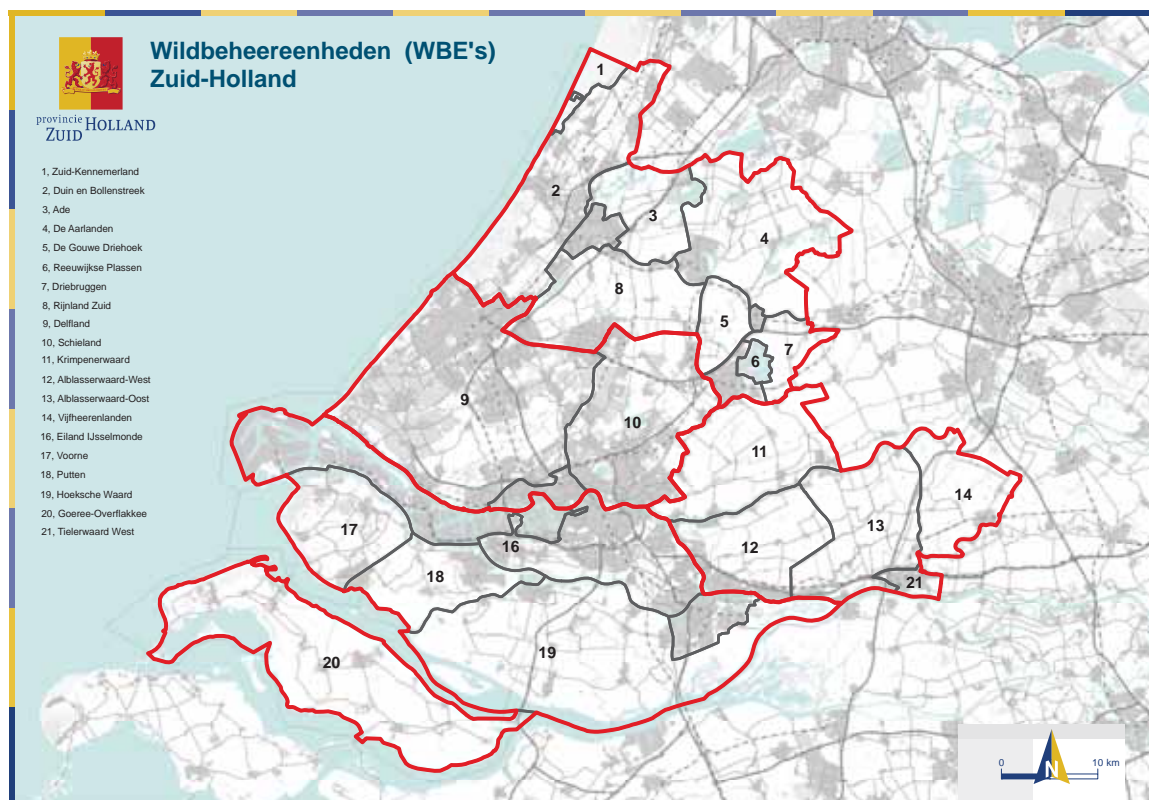 Wildbeheereenheden (WBE's)
Zuid-Holland
provincie
ZUID HOLLAND
1, Zuid-Kennemerland
2, Duin en Bollenstreek
3, Ade
4, De Aarlanden
5, De Gouwe Driehoek
6, Reeuwijkse Plassen
7, Driebruggen
8, Rijnland Zuid
9, Delfland
10, Schieland
11, Krimpenerwaard
12, Alblasserwaard-West
13, Alblasserwaard-Oost
14, Vijfheerenlanden
16, Eiland IJsselmonde
17, Voorne
18, Putten
19, Hoeksche Waard
20, Goeree-Overflakkee
21, Tielerwaard West
1
2
3
4
8
5
6
7
9
10
11
14
13
17
16
12
18
21
19
20
0
10 km
N